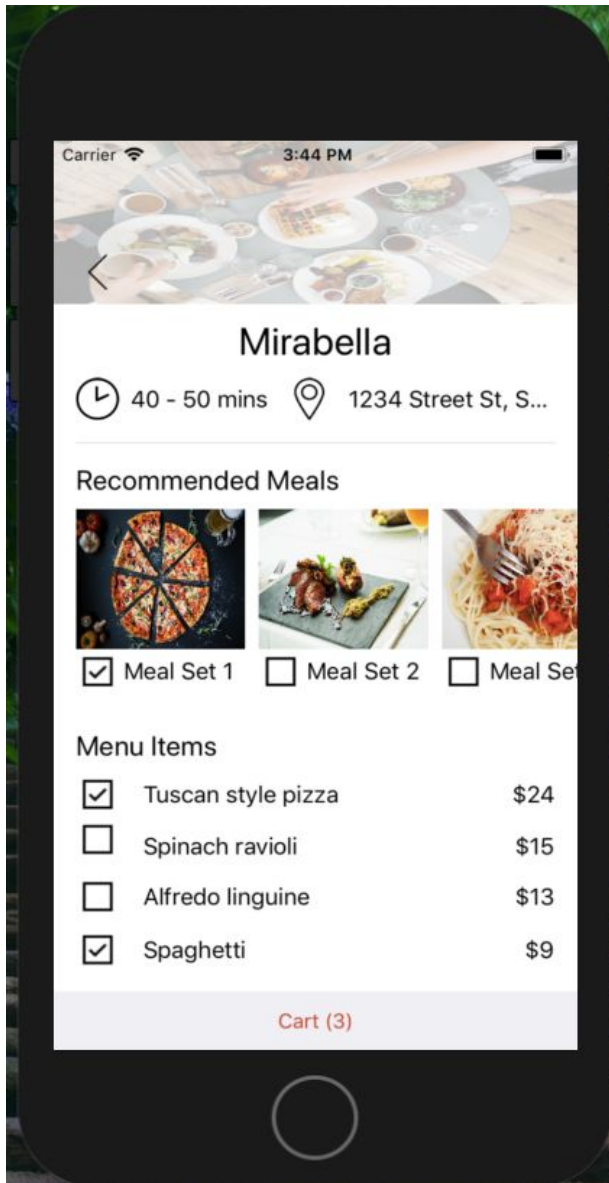 Carrier 3:44 PM
Mirabella
40 - 50 mins 1234 Street St, S...
Recommended Meals
Meal Set 1 Meal Set 2 Meal Set
Menu Items
Tuscan style pizza $24
Spinach ravioli $15
Alfredo linguine $13
Spaghetti $9
Cart (3)